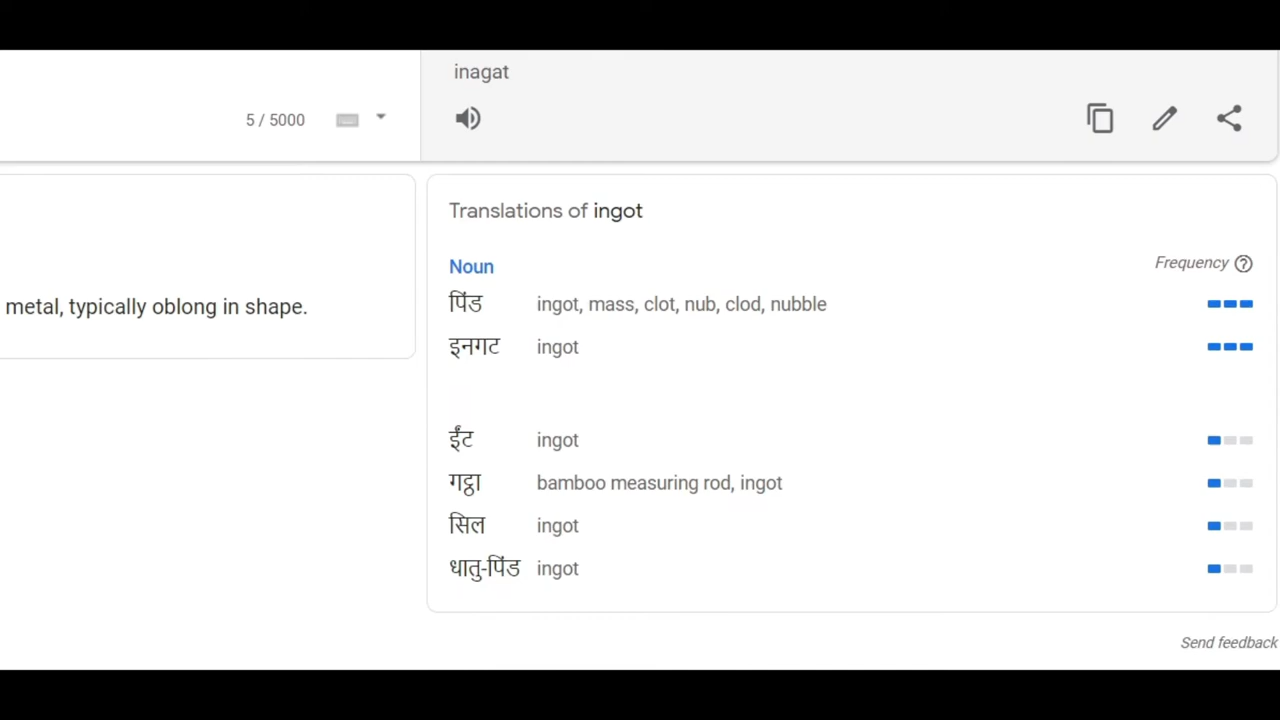 inagat
5 / 5000
metal, typically oblong in shape.
Translations of ingot
Noun
Frequency
पिंड ingot, mass, clot, nub, clod, nubble
इनगट ingot
ईंट ingot
गट्ठा bamboo measuring rod, ingot
सिल ingot
धातु-पिंड ingot
Send feedback